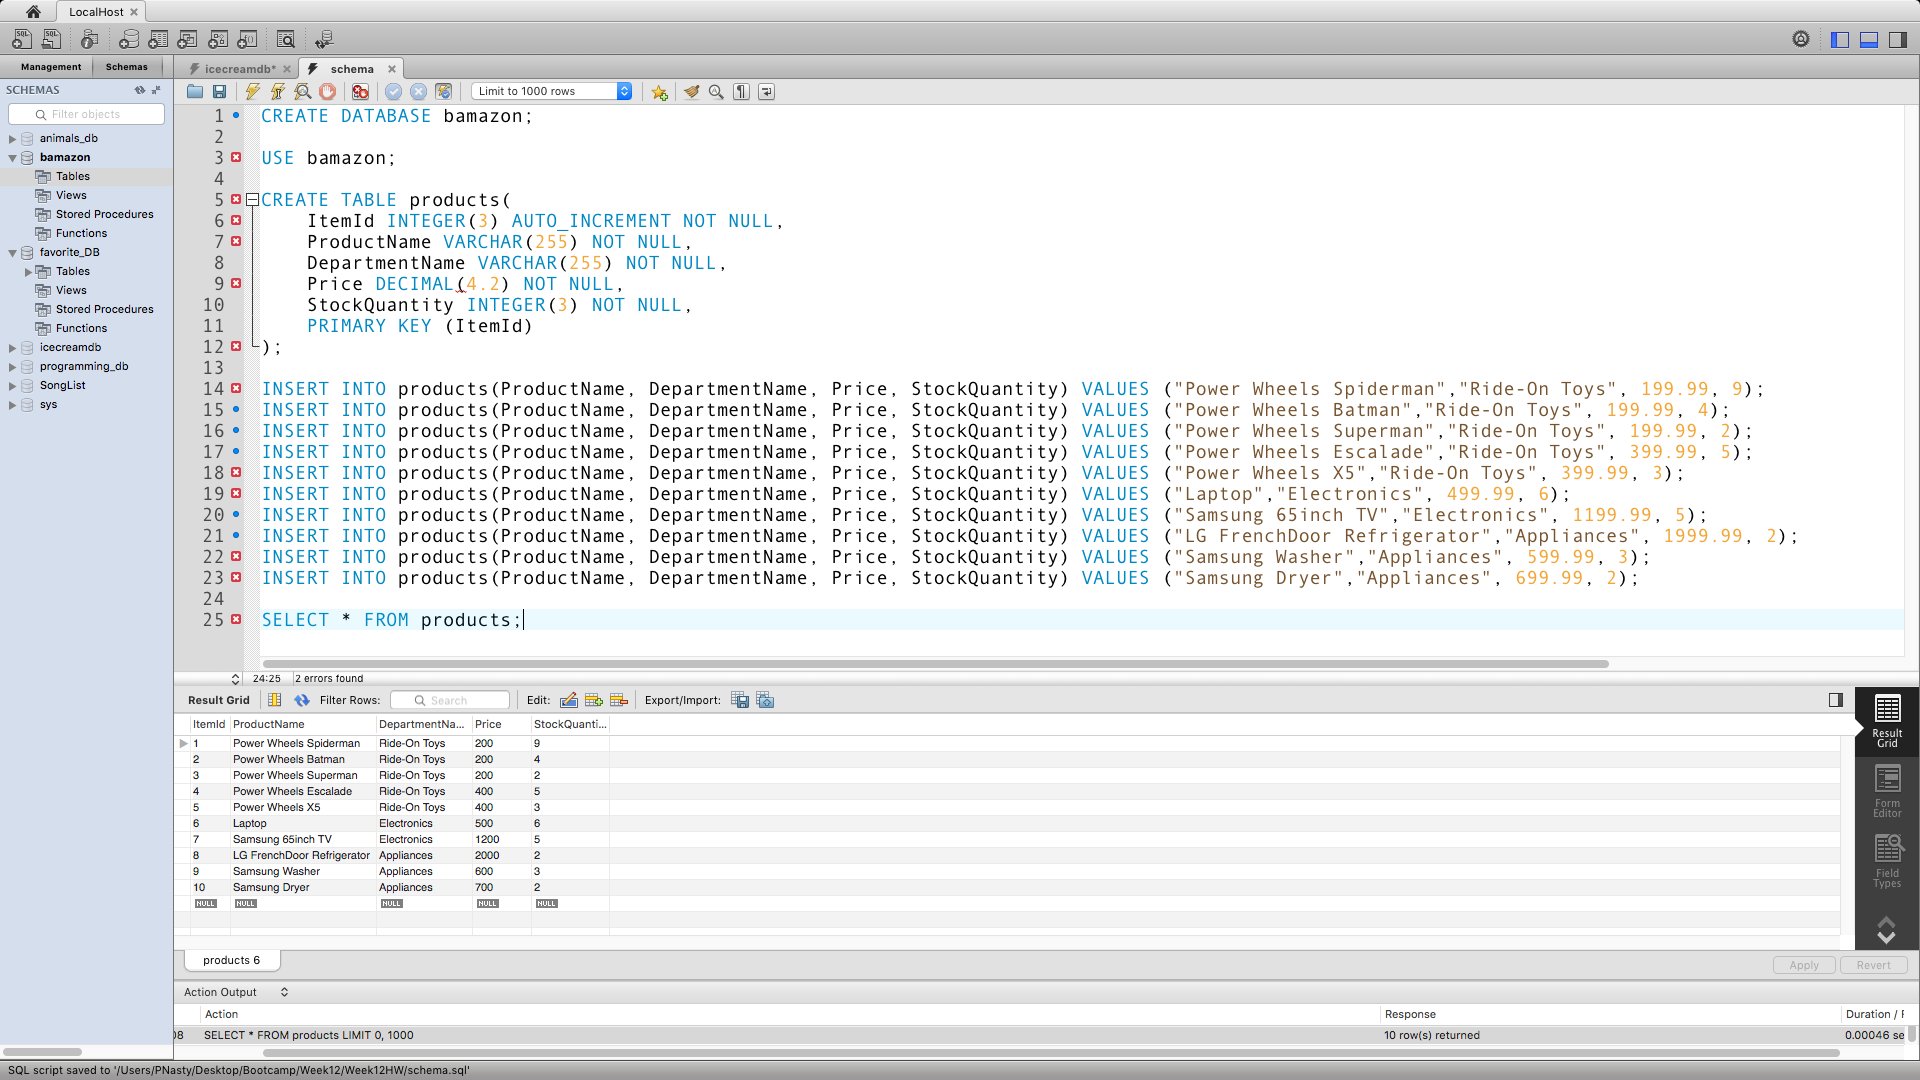 LocalHost
Management Schemas
icecreamdb* schema
SCHEMAS
Limit to 1000 rows
Filter objects
animals_db
bamazon
Tables
Views
Stored Procedures
Functions
favorite_DB
Tables
Views
Stored Procedures
Functions
icecreamdb
programming_db
SongList
sys
1 CREATE DATABASE bamazon;
2
3 USE bamazon;
4
5 CREATE TABLE products(
6 ItemId INTEGER(3) AUTO_INCREMENT NOT NULL,
7 ProductName VARCHAR(255) NOT NULL,
8 DepartmentName VARCHAR(255) NOT NULL,
9 Price DECIMAL(4.2) NOT NULL,
10 StockQuantity INTEGER(3) NOT NULL,
11 PRIMARY KEY (ItemId)
12 );
13
14 INSERT INTO products(ProductName, DepartmentName, Price, StockQuantity) VALUES ("Power Wheels Spiderman","Ride-On Toys", 199.99, 9);
15 INSERT INTO products(ProductName, DepartmentName, Price, StockQuantity) VALUES ("Power Wheels Batman","Ride-On Toys", 199.99, 4);
16 INSERT INTO products(ProductName, DepartmentName, Price, StockQuantity) VALUES ("Power Wheels Superman","Ride-On Toys", 199.99, 2);
17 INSERT INTO products(ProductName, DepartmentName, Price, StockQuantity) VALUES ("Power Wheels Escalade","Ride-On Toys", 399.99, 5);
18 INSERT INTO products(ProductName, DepartmentName, Price, StockQuantity) VALUES ("Power Wheels X5","Ride-On Toys", 399.99, 3);
19 INSERT INTO products(ProductName, DepartmentName, Price, StockQuantity) VALUES ("Laptop","Electronics", 499.99, 6);
20 INSERT INTO products(ProductName, DepartmentName, Price, StockQuantity) VALUES ("Samsung 65inch TV","Electronics", 1199.99, 5);
21 INSERT INTO products(ProductName, DepartmentName, Price, StockQuantity) VALUES ("LG FrenchDoor Refrigerator","Appliances", 1999.99, 2);
22 INSERT INTO products(ProductName, DepartmentName, Price, StockQuantity) VALUES ("Samsung Washer","Appliances", 599.99, 3);
23 INSERT INTO products(ProductName, DepartmentName, Price, StockQuantity) VALUES ("Samsung Dryer","Appliances", 699.99, 2);
24
25 SELECT * FROM products;
24:25 2 errors found
Result Grid Filter Rows: Search Edit: Export/Import:
ItemId ProductName DepartmentNa... Price StockQuanti...
1 Power Wheels Spiderman Ride-On Toys 200 9
2 Power Wheels Batman Ride-On Toys 200 4
3 Power Wheels Superman Ride-On Toys 200 2
4 Power Wheels Escalade Ride-On Toys 400 5
5 Power Wheels X5 Ride-On Toys 400 3
6 Laptop Electronics 500 6
7 Samsung 65inch TV Electronics 1200 5
8 LG FrenchDoor Refrigerator Appliances 2000 2
9 Samsung Washer Appliances 600 3
10 Samsung Dryer Appliances 700 2
NULL NULL NULL NULL NULL
Result
Grid
Form
Editor
Field
Types
products 6
Apply Revert
Action Output
Action Response Duration / F
08 SELECT * FROM products LIMIT 0, 1000 10 row(s) returned 0.00046 se
SQL script saved to '/Users/PNasty/Desktop/Bootcamp/Week12/Week12HW/schema.sql'